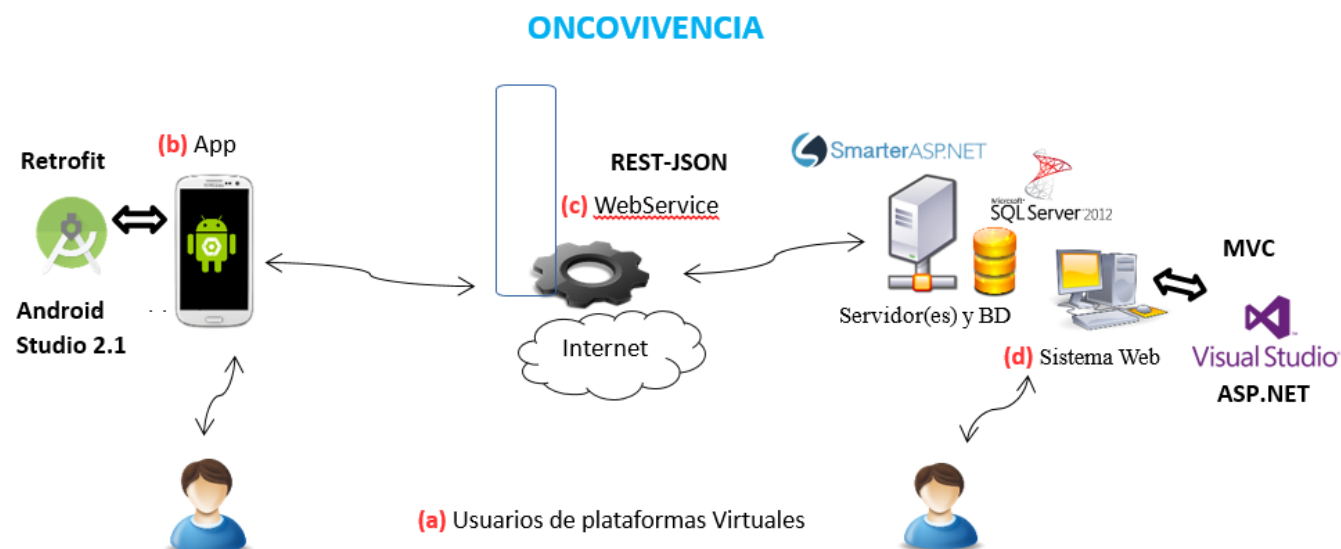 ONCOVIVENCIA
Retrofit
(b) App
Android
Studio 2.1
REST-JSON
(c) WebService
Internet
SmarterASP.NET
Microsoft
SQL Server 2012
Servidor(es) y BD
MVC
(d) Sistema Web
Visual Studio
ASP.NET
(a) Usuarios de plataformas Virtuales